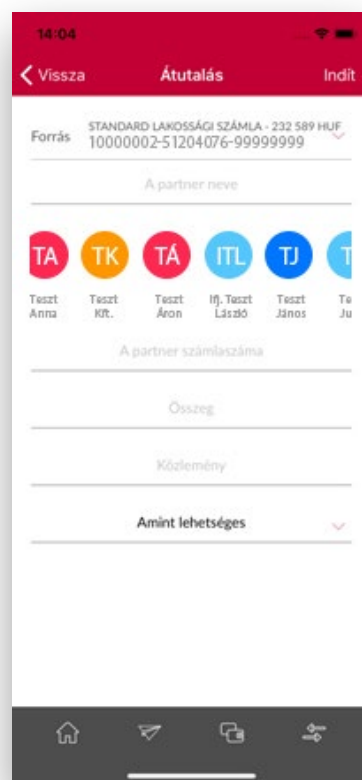 14:04
Vissza Átutalás Indít
Forrás STANDARD LAKOSSÁGI SZÁMLA - 232 589 HUF
10000002-51204076-99999999
A partner neve
TA TK TÁ ITL TJ T
Teszt Teszt Teszt Ifj. Teszt Teszt Te
Anna Kft. Áron László János Ju
A partner számlaszáma
Összeg
Közlemény
Amint lehetséges